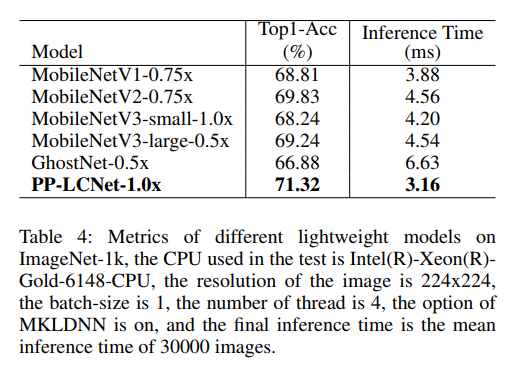 Model Top1-Acc (%) Inference Time (ms)
MobileNetV1-0.75x 68.81 3.88
MobileNetV2-0.75x 69.83 4.56
MobileNetV3-small-1.0x 68.24 4.20
MobileNetV3-large-0.5x 69.24 4.54
GhostNet-0.5x 66.88 6.63
PP-LCNet-1.0x 71.32 3.16
Table 4: Metrics of different lightweight models on
ImageNet-1k, the CPU used in the test is Intel(R)-Xeon(R)-
Gold-6148-CPU, the resolution of the image is 224x224,
the batch-size is 1, the number of thread is 4, the option of
MKLDNN is on, and the final inference time is the mean
inference time of 30000 images.